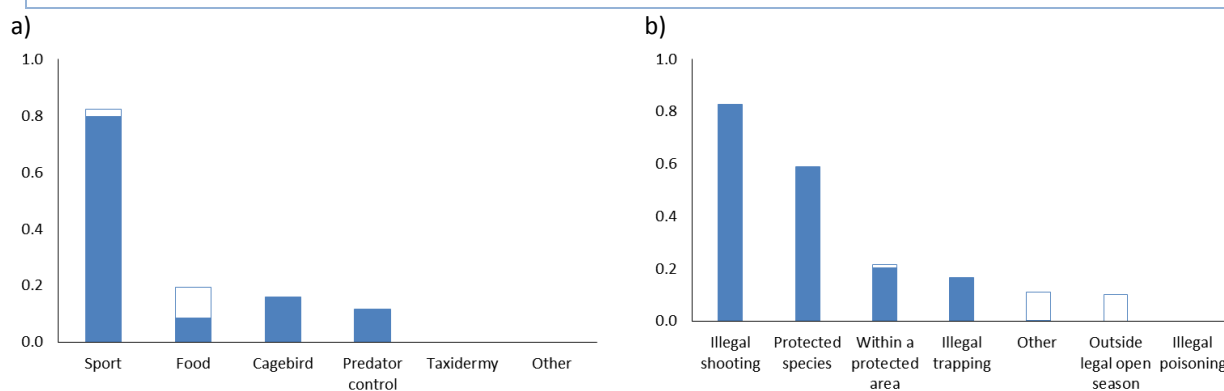 a)
1.0
0.8
0.6
0.4
0.2
0.0
Sport Food Cagebird Predator Taxidermy Other
control
b)
1.0
0.8
0.6
0.4
0.2
0.0
Illegal Protected Within a Illegal Other Outside Illegal
shooting species protected trapping legal open poisoning
area season